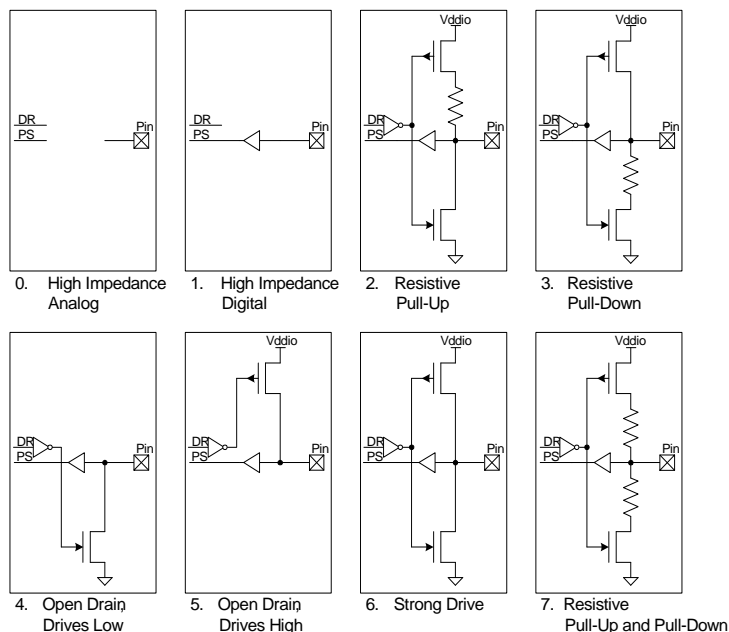 Vddio
Vddio
DR
PS
Pin
DR
PS
Pin
DR
PS
Pin
DR
PS
Pin
0. High Impedance
Analog
1. High Impedance
Digital
2. Resistive
Pull-Up
3. Resistive
Pull-Down
Vddio
Vddio
Vddio
DR
PS
Pin
DR
PS
Pin
DR
PS
Pin
DR
PS
Pin
4. Open Drain,
Drives Low
5. Open Drain,
Drives High
6. Strong Drive
7. Resistive
Pull-Up and Pull-Down